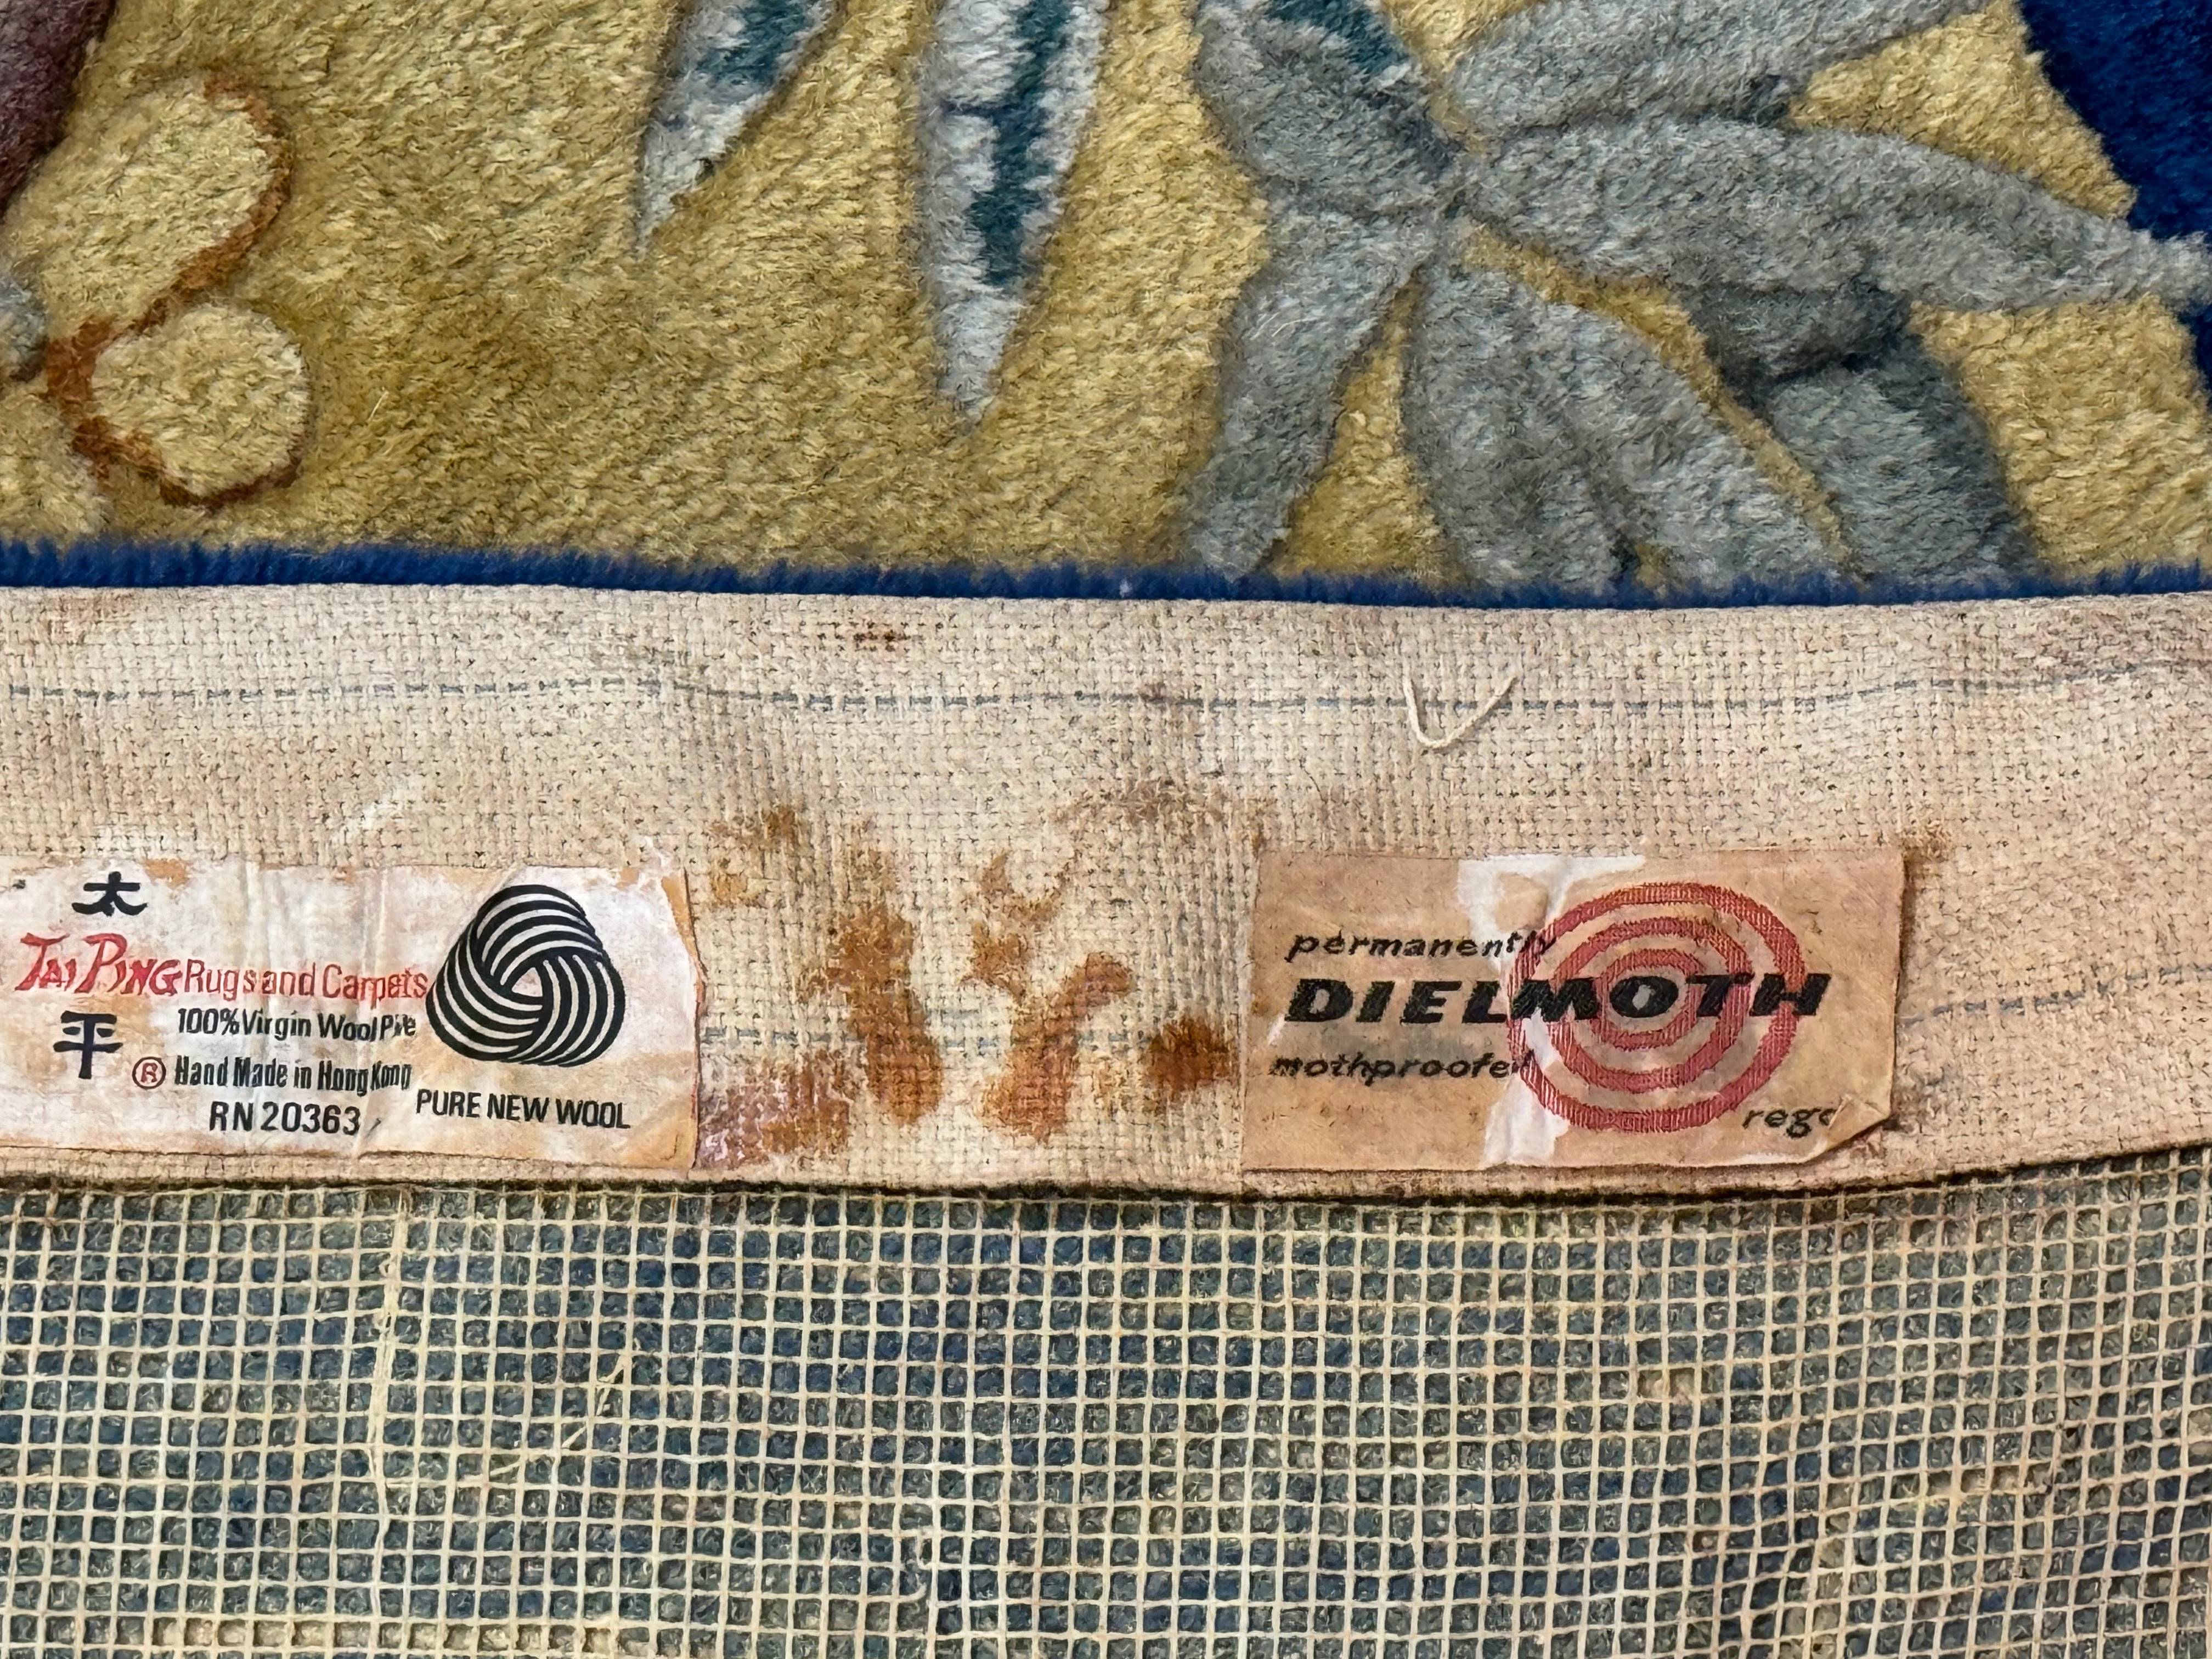 太
TAI PING Rugs and Carpets
100% Virgin Wool Pile
平
® Hand Made in Hong Kong
RN 20363
PURE NEW WOOL
permanently
DIELMOTH
mothproofed
regd